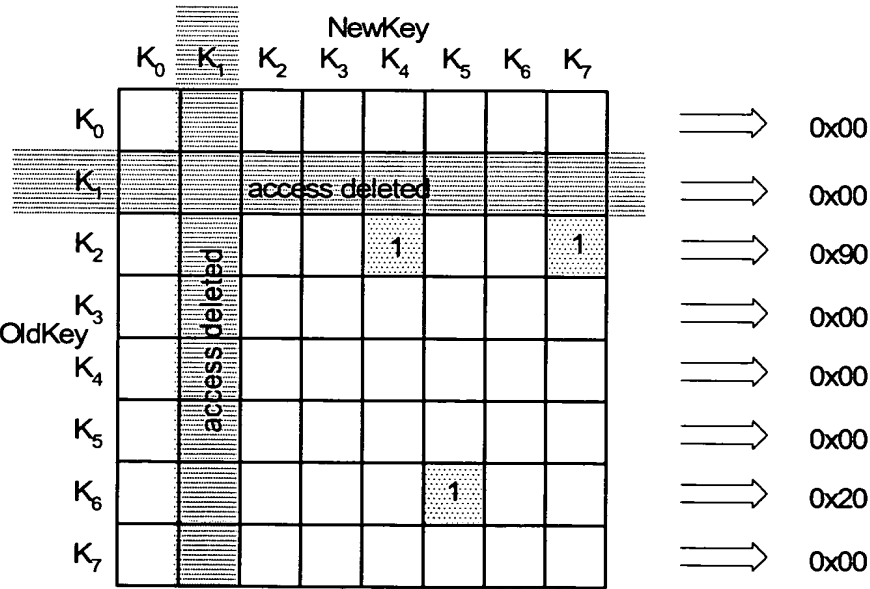 NewKey
K0 K1 K2 K3 K4 K5 K6 K7
K0 0x00
K1 access deleted 0x00
K2 1 1 0x90
K3 0x00
OldKey
K4 0x00
K5 0x00
K6 1 0x20
K7 0x00
access deleted